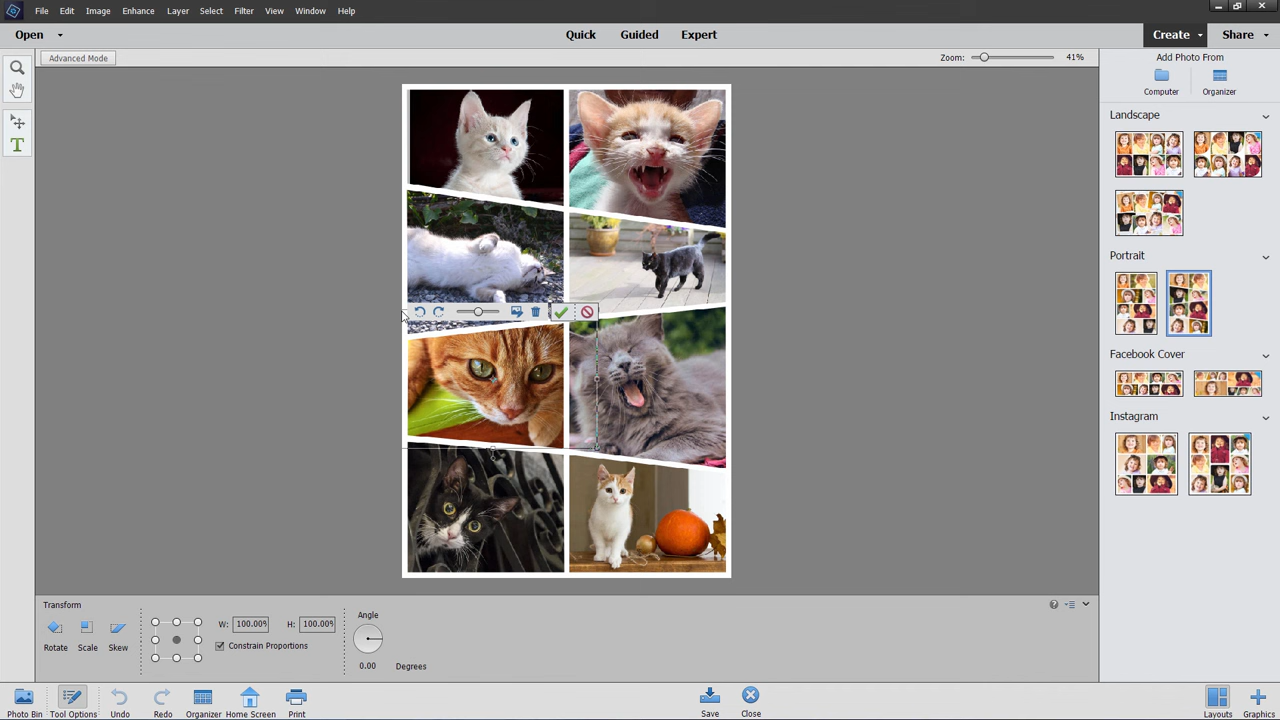 File Edit Image Enhance Layer Select Filter View Window Help
Open Quick Guided Expert Create Share
Advanced Mode Zoom: 41% Add Photo From
Computer Organizer
Landscape
Portrait
Facebook Cover
Instagram
Transform
Rotate Scale Skew
W: 100.00% H: 100.00%
Constrain Proportions
Angle
0.00 Degrees
Photo Bin Tool Options Undo Redo Organizer Home Screen Print Save Close Layouts Graphics